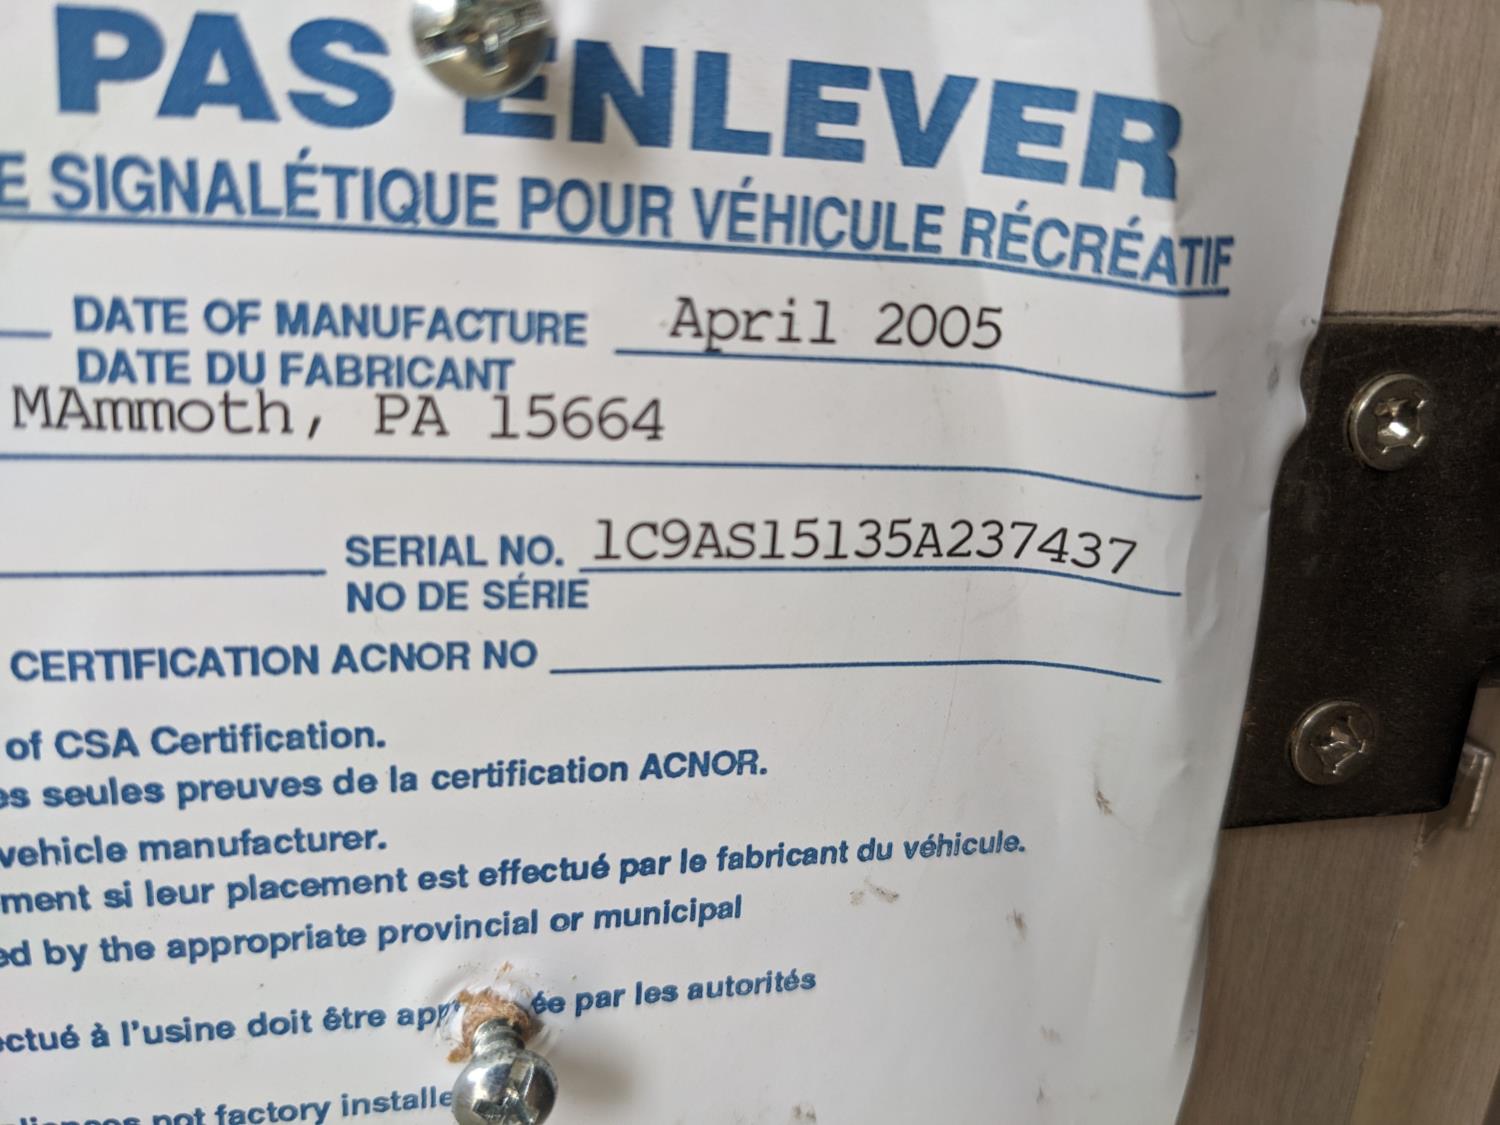 PAS ENLEVER
E SIGNALÉTIQUE POUR VÉHICULE RÉCRÉATIF
DATE OF MANUFACTURE April 2005
DATE DU FABRICANT
MAmmoth, PA 15664
SERIAL NO. 1C9AS15135A237437
NO DE SÉRIE
CERTIFICATION ACNOR NO
of CSA Certification.
es seules preuves de la certification ACNOR.
vehicle manufacturer.
ment si leur placement est effectué par le fabricant du véhicule.
ed by the appropriate provincial or municipal
ectué à l'usine doit être app ée par les autorités
pliances not factory installe